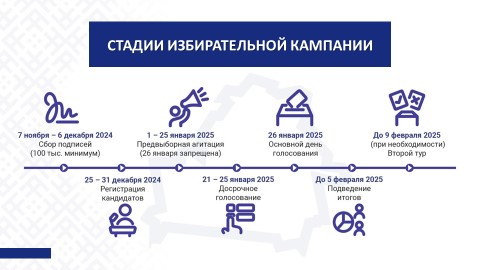 СТАДИИ ИЗБИРАТЕЛЬНОЙ КАМПАНИИ
7 ноября – 6 декабря 2024
Сбор подписей
(100 тыс. минимум)
1 – 25 января 2025
Предвыборная агитация
(26 января запрещена)
26 января 2025
Основной день
голосования
До 9 февраля 2025
(при необходимости)
Второй тур
25 – 31 декабря 2024
Регистрация
кандидатов
21 – 25 января 2025
Досрочное
голосование
До 5 февраля 2025
Подведение
итогов